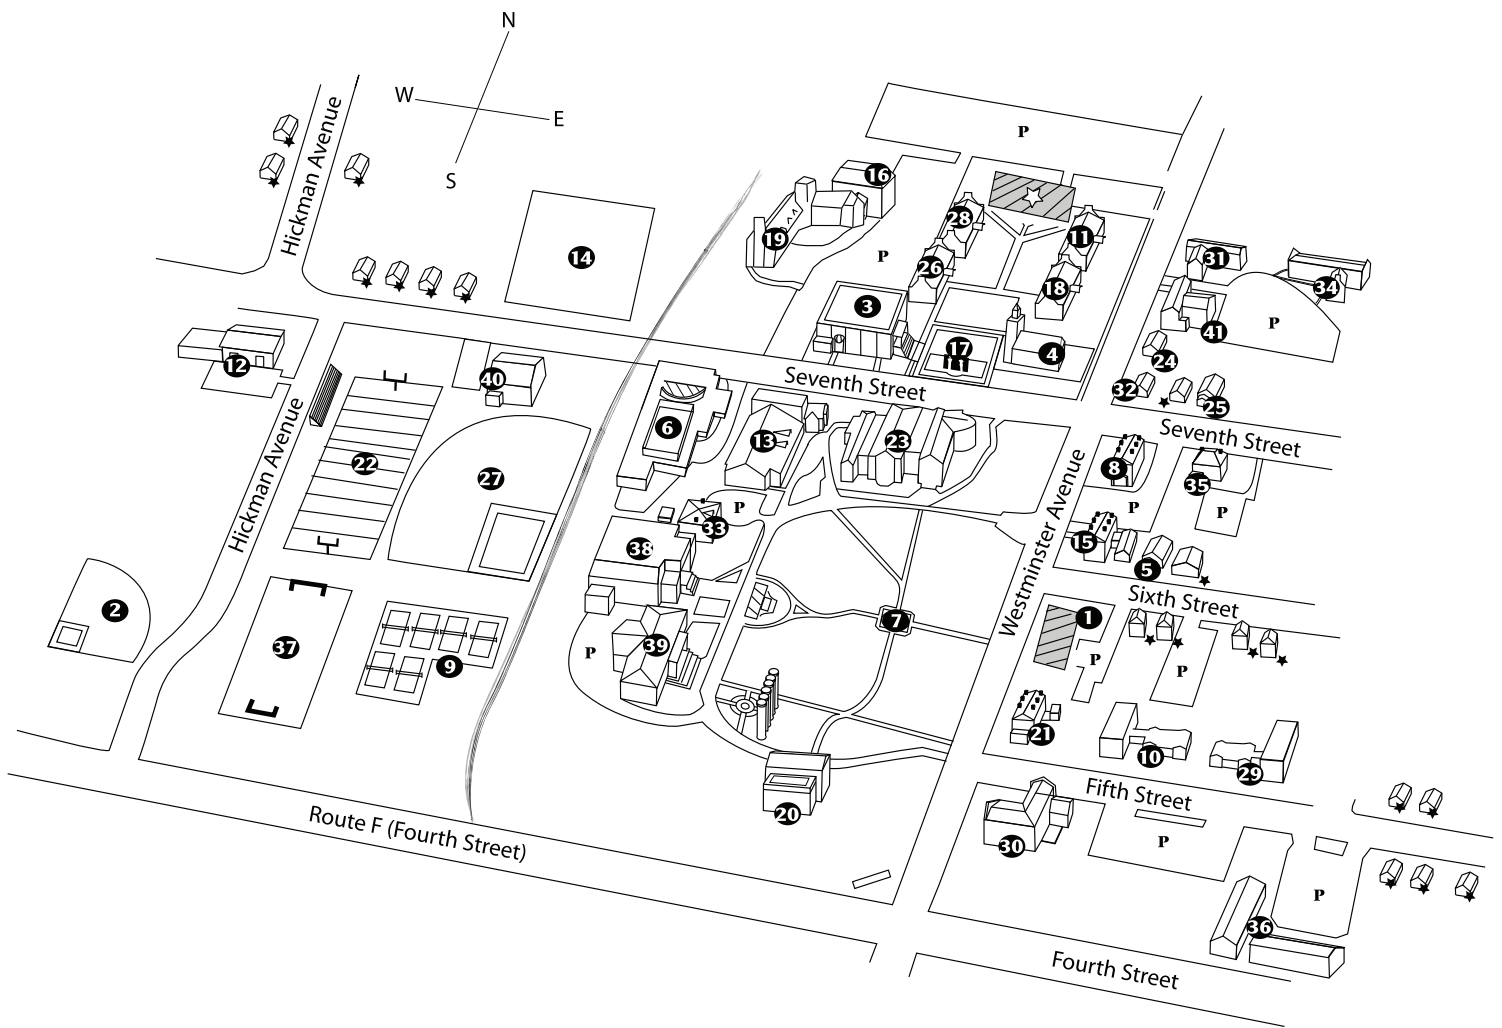 N
W
E
S
Hickman Avenue
P
16
28
11
19
14
P
26
31
34
18
3
P
41
17
4
24
12
40
Seventh Street
32
25
6
13
23
Seventh Street
22
8
27
35
Hickman Avenue
P
P
P
33
15
38
5
Westminster Avenue
Sixth Street
2
7
1
37
39
P
P
9
P
21
10
29
Fifth Street
20
Route F (Fourth Street)
30
P
P
36
Fourth Street